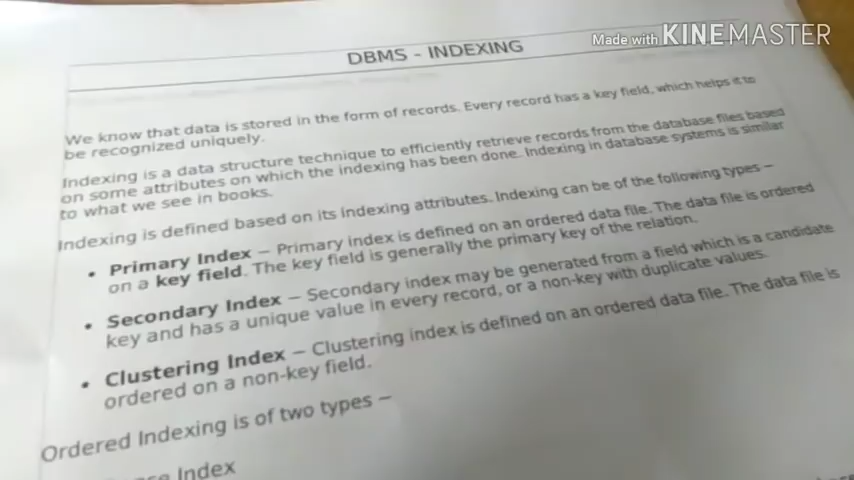 Made with KINEMASTER
DBMS - INDEXING
We know that data is stored in the form of records. Every record has a key field, which helps it to
be recognized uniquely.
Indexing is a data structure technique to efficiently retrieve records from the database files based
on some attributes on which the indexing has been done. Indexing in database systems is similar
to what we see in books.
Indexing is defined based on its indexing attributes. Indexing can be of the following types −
• Primary Index − Primary index is defined on an ordered data file. The data file is ordered
on a key field. The key field is generally the primary key of the relation.
• Secondary Index − Secondary index may be generated from a field which is a candidate
key and has a unique value in every record, or a non-key with duplicate values.
• Clustering Index − Clustering index is defined on an ordered data file. The data file is
ordered on a non-key field.
Ordered Indexing is of two types −
Index